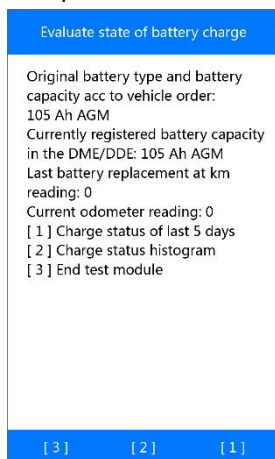 Evaluate state of battery charge
Original battery type and battery
capacity acc to vehicle order:
105 Ah AGM
Currently registered battery capacity
in the DME/DDE: 105 Ah AGM
Last battery replacement at km
reading: 0
Current odometer reading: 0
[ 1 ] Charge status of last 5 days
[ 2 ] Charge status histogram
[ 3 ] End test module
[ 3 ] [ 2 ] [ 1 ]